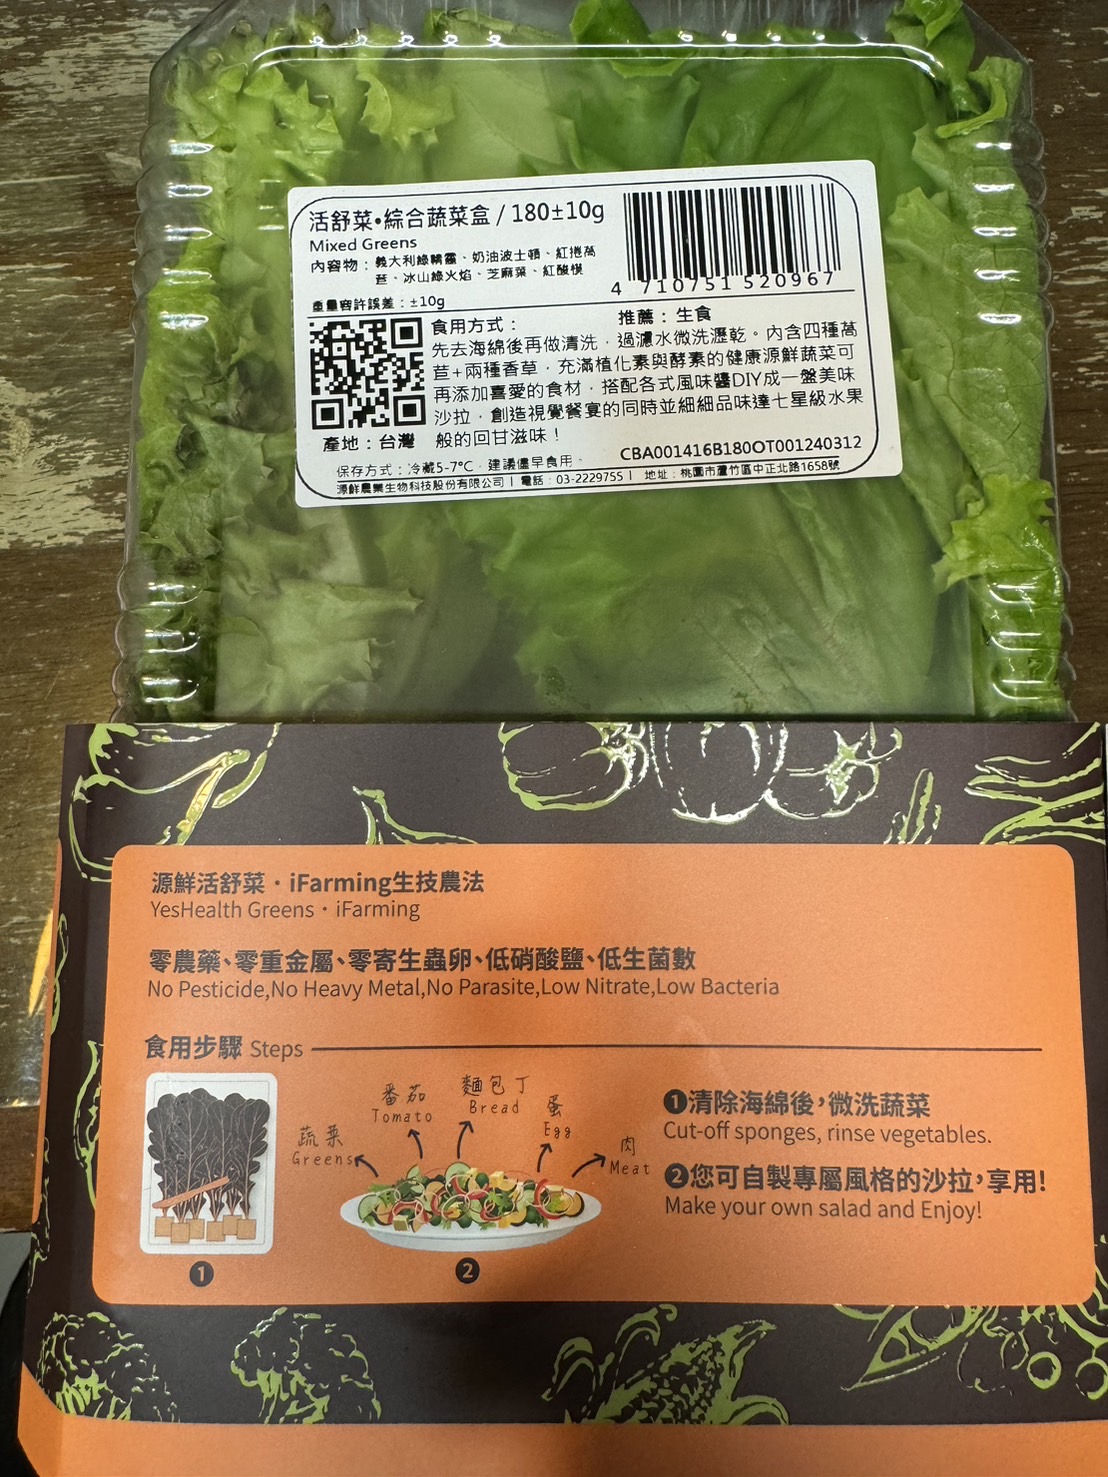 活舒菜•綜合蔬菜盒 / 180±10g
Mixed Greens
內容物：義大利綠橡霜、奶油波士頓、紅捲萵
苣、冰山綠火焰、芝麻葉、紅酸模
4 710751 520967
重量容許誤差：±10g
食用方式： 推薦：生食
先去海綿後再做清洗，過濾水微洗瀝乾。內含四種萵
苣+兩種香草，充滿植化素與酵素的健康源鮮蔬菜可
再添加喜愛的食材，搭配各式風味醬DIY成一盤美味
沙拉，創造視覺饗宴的同時並細細品味達七星級水果
般的回甘滋味！
產地：台灣
CBA001416B180OT001240312
保存方式：冷藏5-7°C，建議儘早食用。
源鮮農業生物科技股份有限公司 | 電話：03-2229755 | 地址：桃園市蘆竹區中正北路1658號
源鮮活舒菜・iFarming生技農法
YesHealth Greens・iFarming
零農藥、零重金屬、零寄生蟲卵、低硝酸鹽、低生菌數
No Pesticide,No Heavy Metal,No Parasite,Low Nitrate,Low Bacteria
食用步驟 Steps
蔬菜
Greens
番茄
Tomato
麵包丁
Bread
蛋
Egg
肉
Meat
❶
❷
❶清除海綿後，微洗蔬菜
Cut-off sponges, rinse vegetables.
❷您可自製專屬風格的沙拉，享用!
Make your own salad and Enjoy!